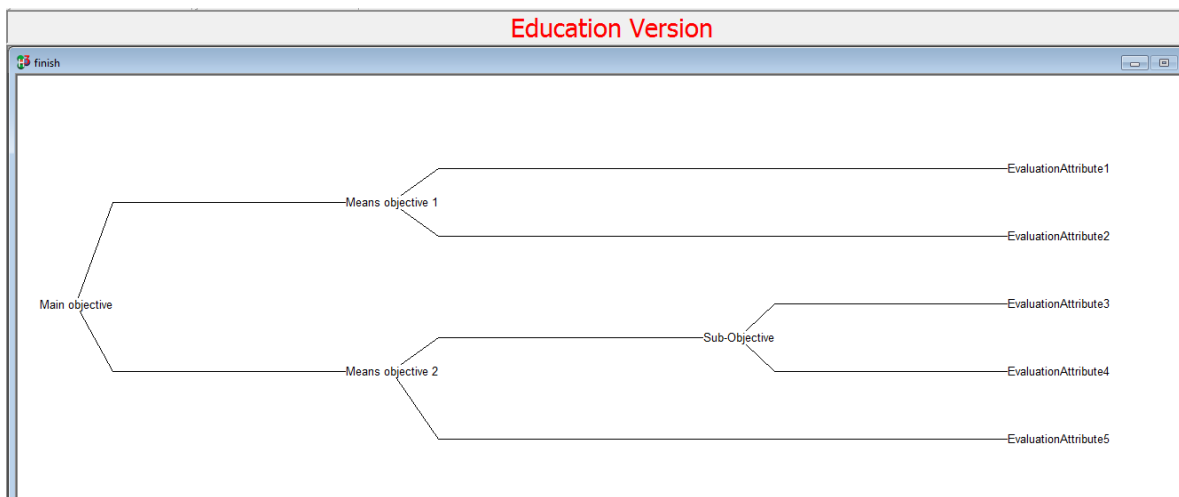 Education Version
finish
EvaluationAttribute1
Means objective 1
EvaluationAttribute2
Main objective
EvaluationAttribute3
Sub-Objective
Means objective 2
EvaluationAttribute4
EvaluationAttribute5